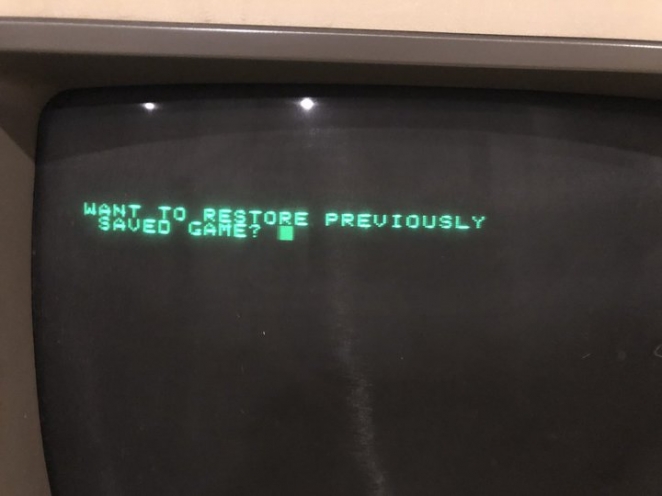 WANT TO RESTORE PREVIOUSLY
SAVED GAME?